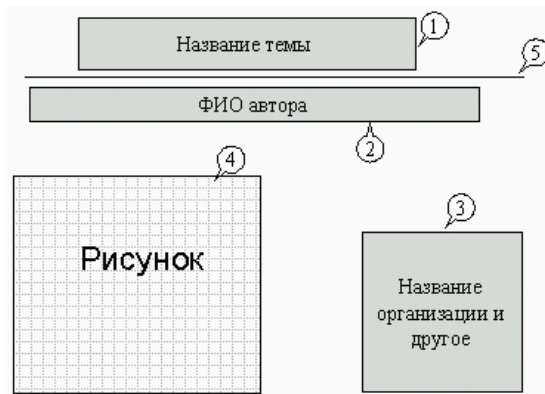 Название темы
1
5
ФИО автора
2
4
3
Рисунок
Название
организации и
другое